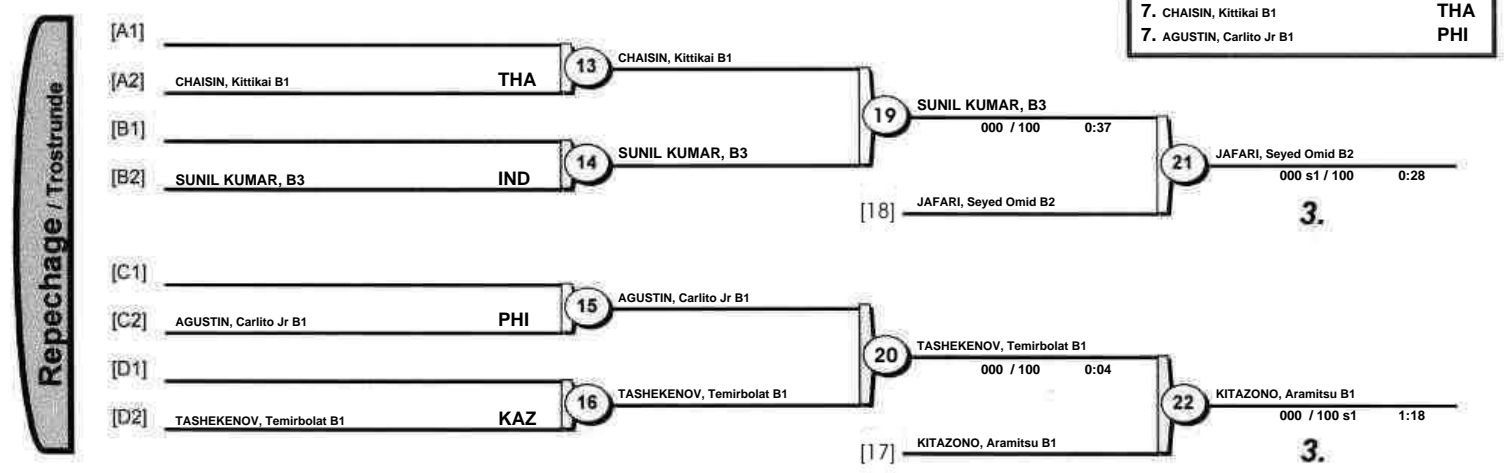 7. CHAISIN, Kittikai B1 THA
7. AGUSTIN, Carlito Jr B1 PHI
Repechage / Trostrunde
[A1]
[A2] CHAISIN, Kittikai B1 THA
13 CHAISIN, Kittikai B1
[B1]
[B2] SUNIL KUMAR, B3 IND
14 SUNIL KUMAR, B3
19 SUNIL KUMAR, B3
000 / 100 0:37
[18] JAFARI, Seyed Omid B2
21 JAFARI, Seyed Omid B2
000 s1 / 100 0:28
3.
[C1]
[C2] AGUSTIN, Carlito Jr B1 PHI
15 AGUSTIN, Carlito Jr B1
[D1]
[D2] TASHEKENOV, Temirbolat B1 KAZ
16 TASHEKENOV, Temirbolat B1
20 TASHEKENOV, Temirbolat B1
000 / 100 0:04
[17] KITAZONO, Aramitsu B1
22 KITAZONO, Aramitsu B1
000 / 100 s1 1:18
3.